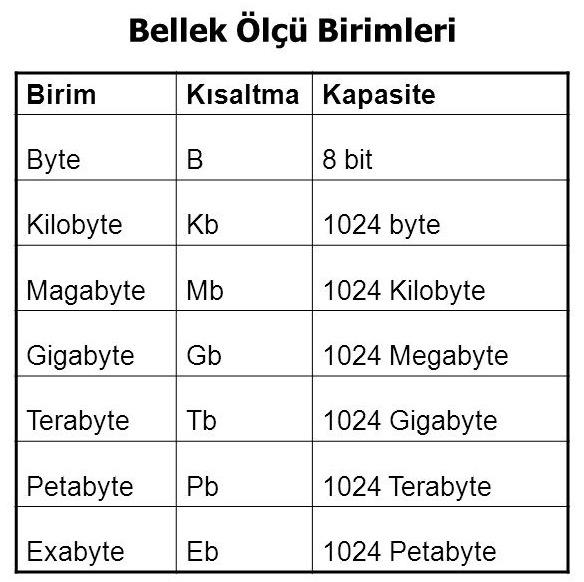 Bellek Ölçü Birimleri
Birim Kısaltma Kapasite
Byte B 8 bit
Kilobyte Kb 1024 byte
Magabyte Mb 1024 Kilobyte
Gigabyte Gb 1024 Megabyte
Terabyte Tb 1024 Gigabyte
Petabyte Pb 1024 Terabyte
Exabyte Eb 1024 Petabyte